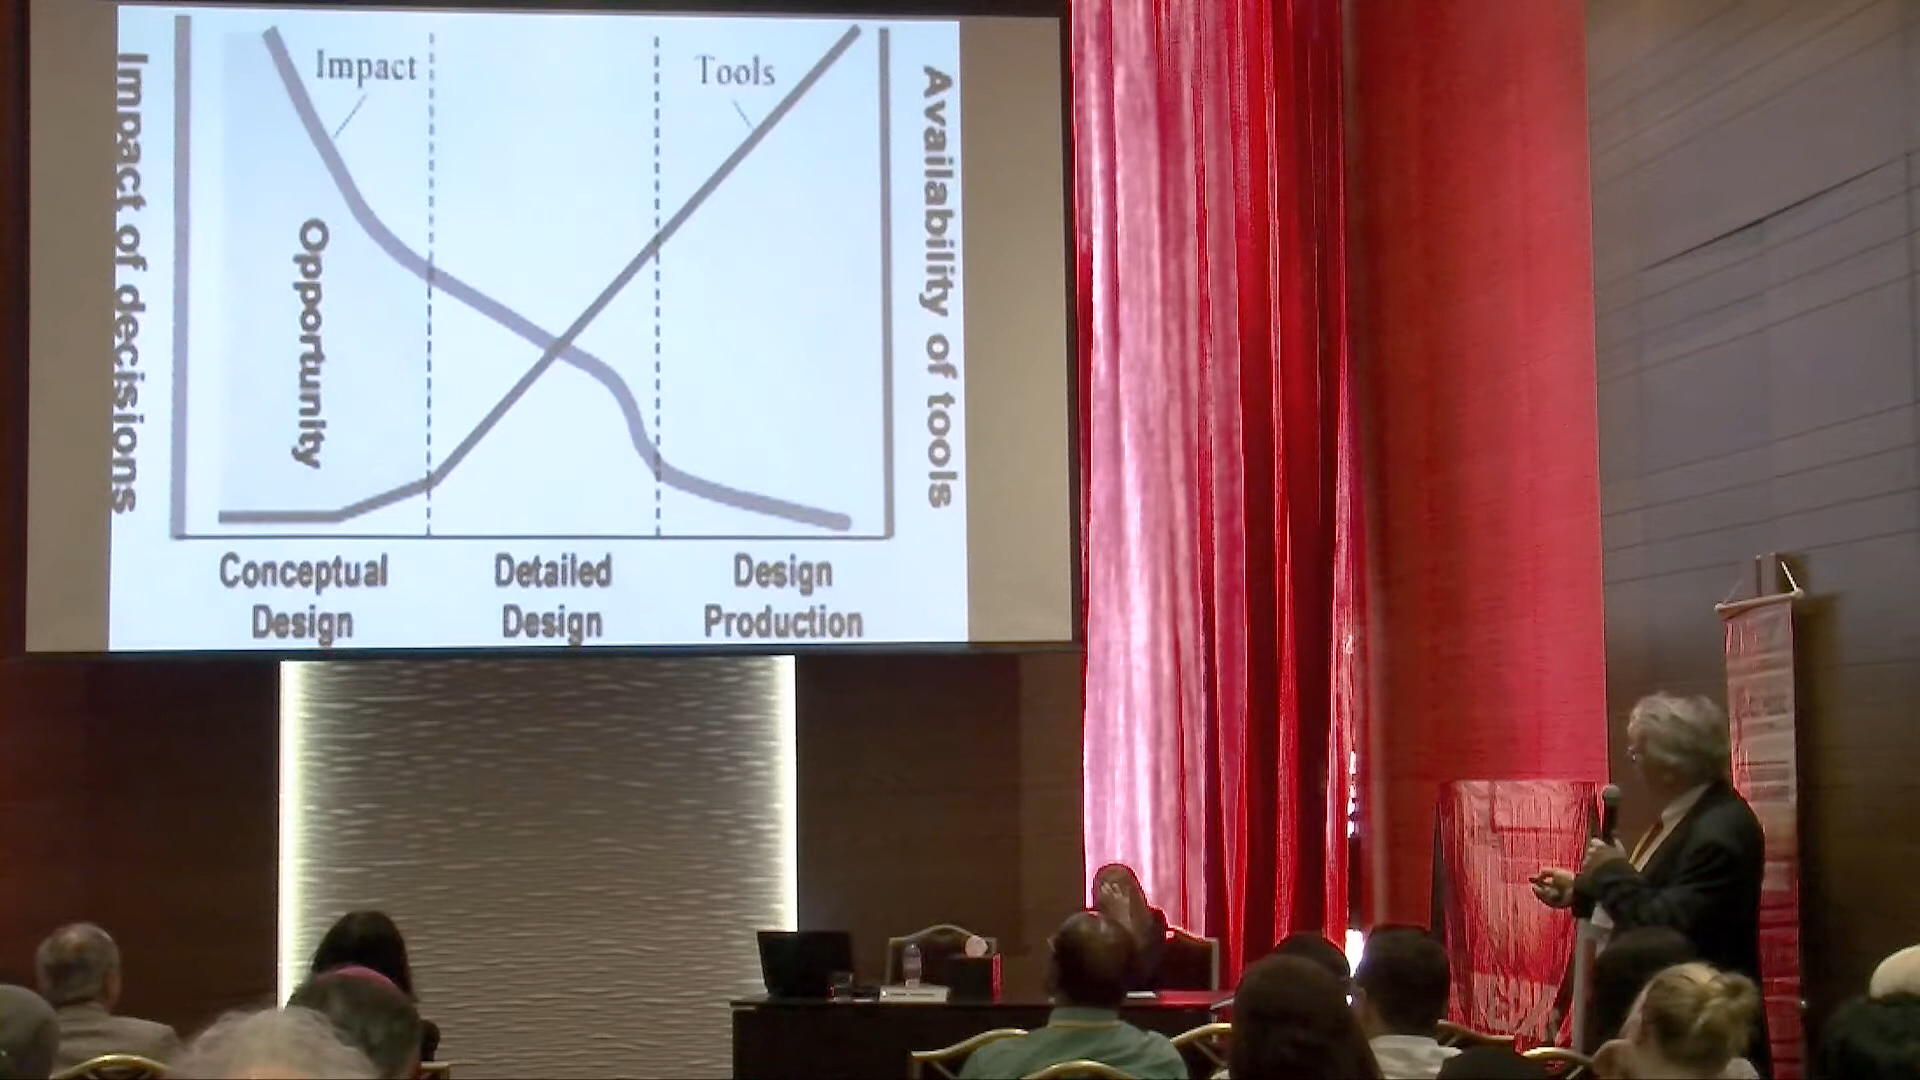 Impact
Tools
Impact of decisions
Opportunity
Availability of tools
Conceptual
Design
Detailed
Design
Design
Production